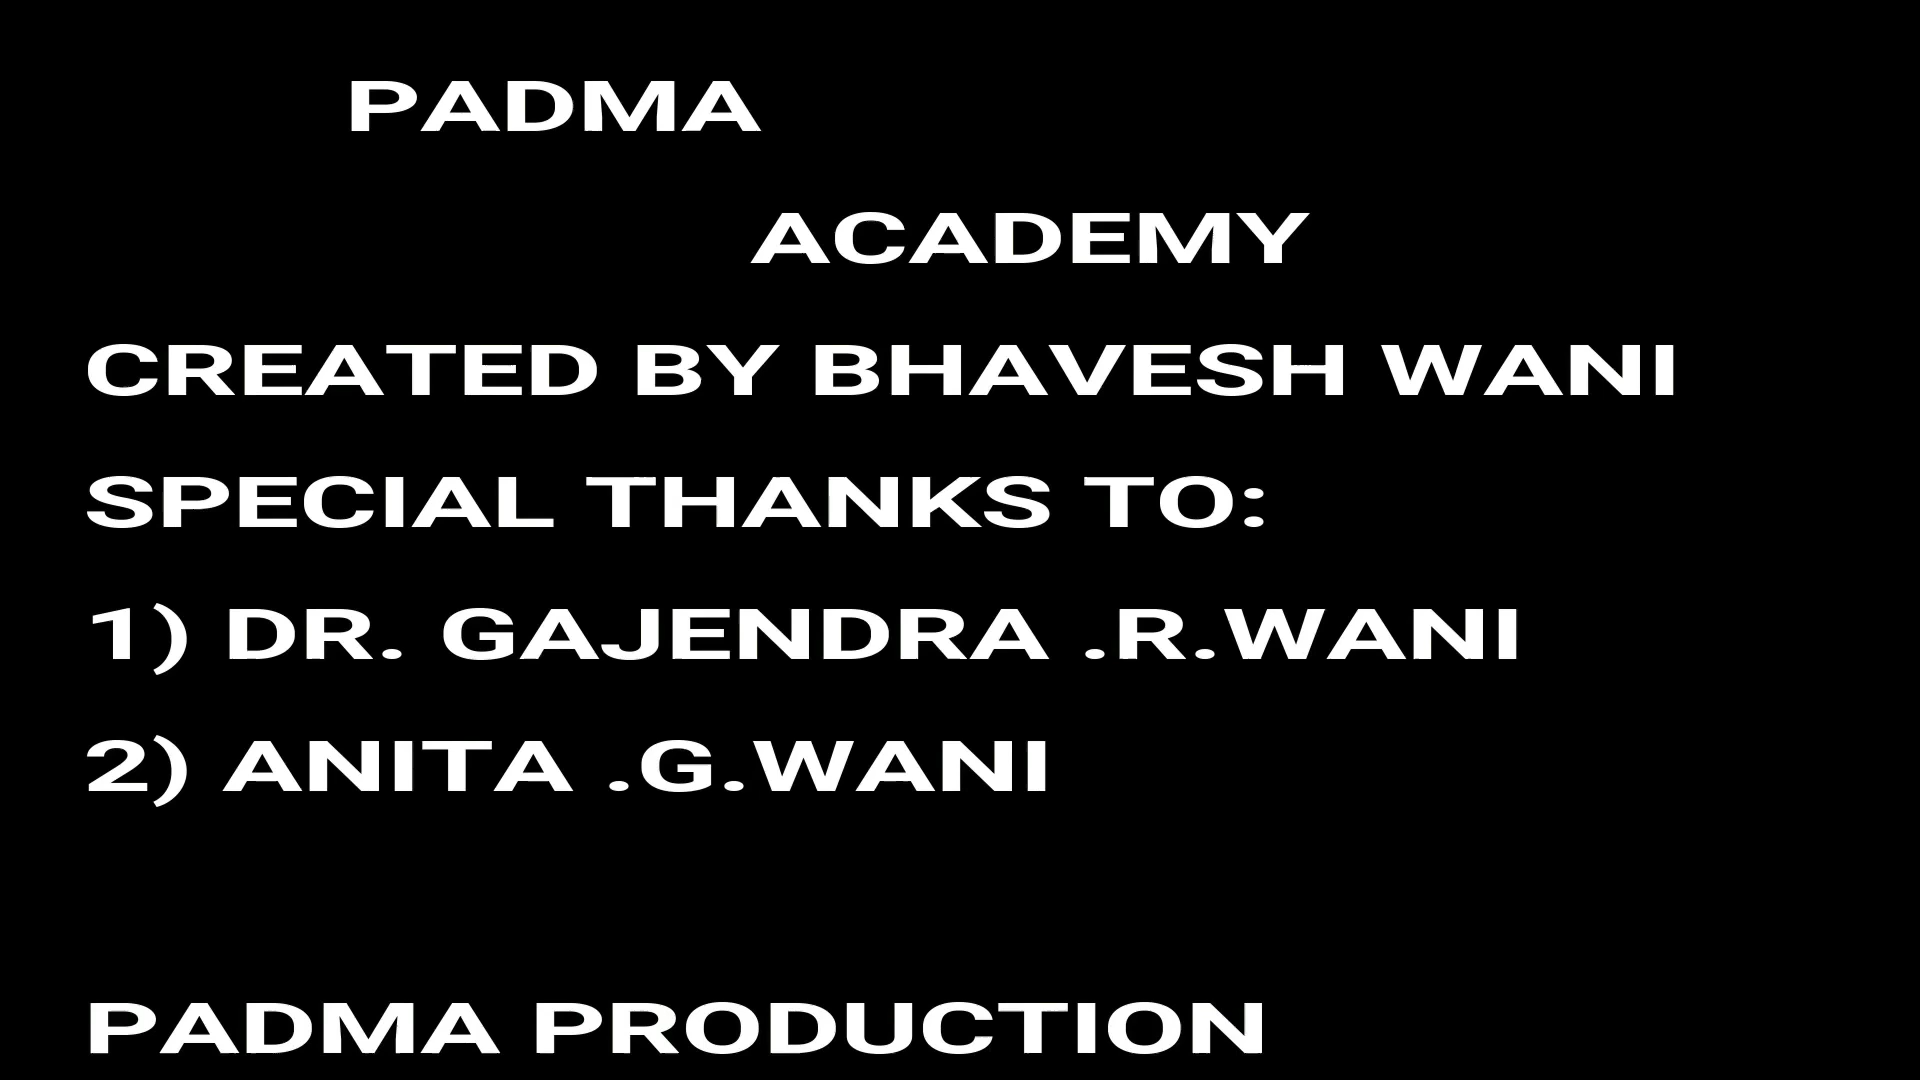 PADMA
ACADEMY
CREATED BY BHAVESH WANI
SPECIAL THANKS TO:
1) DR. GAJENDRA .R.WANI
2) ANITA .G.WANI
PADMA PRODUCTION